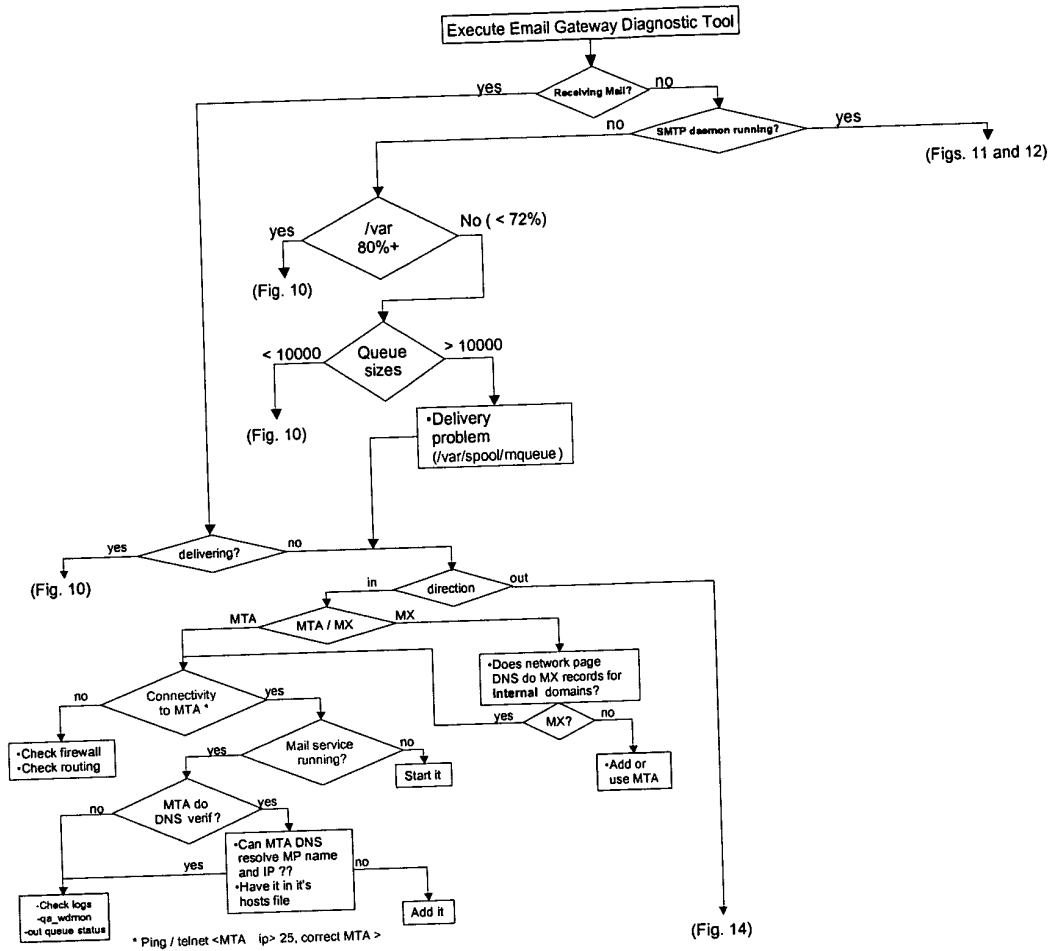 Execute Email Gateway Diagnostic Tool
Receiving Mail?
yes
no
SMTP daemon running?
no
yes
(Figs. 11 and 12)
/var
80%+
yes
No ( < 72%)
(Fig. 10)
Queue
sizes
< 10000
> 10000
(Fig. 10)
•Delivery
problem
(/var/spool/mqueue)
delivering?
yes
no
(Fig. 10)
direction
in
out
MTA / MX
MTA
MX
•Does network page
DNS do MX records for
Internal domains?
Connectivity
to MTA *
no
yes
MX?
yes
no
•Check firewall
•Check routing
Mail service
running?
yes
no
Start it
•Add or
use MTA
MTA do
DNS verif?
no
yes
•Can MTA DNS
resolve MP name
and IP ??
•Have it in it's
hosts file
yes
no
-Check logs
-qa_wdmon
-out queue status
Add it
(Fig. 14)
* Ping / telnet <MTA ip> 25, correct MTA >